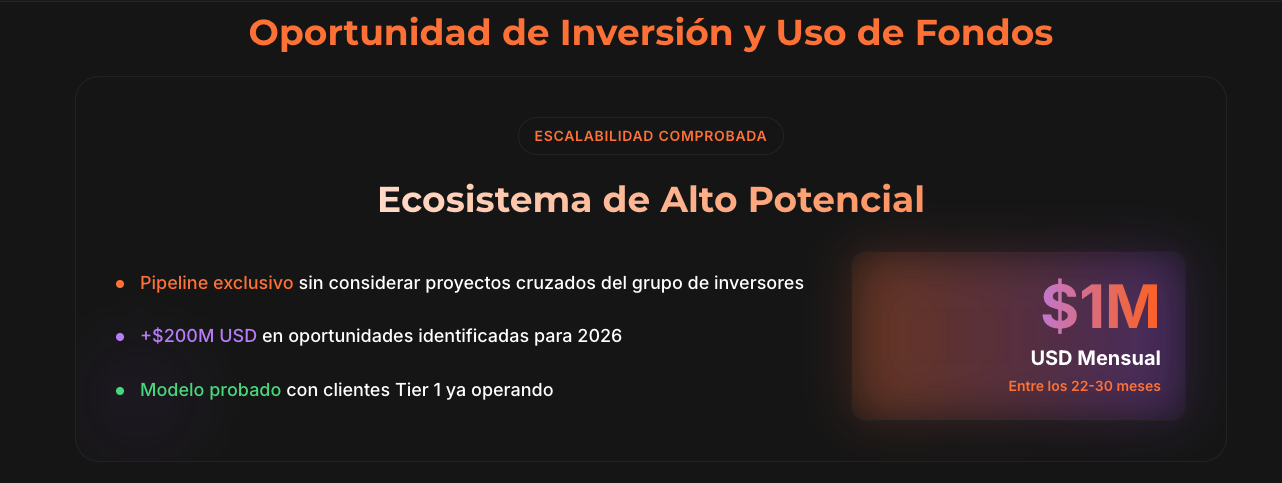 Oportunidad de Inversión y Uso de Fondos
ESCALABILIDAD COMPROBADA
Ecosistema de Alto Potencial
Pipeline exclusivo sin considerar proyectos cruzados del grupo de inversores
+$200M USD en oportunidades identificadas para 2026
Modelo probado con clientes Tier 1 ya operando
$1M
USD Mensual
Entre los 22-30 meses